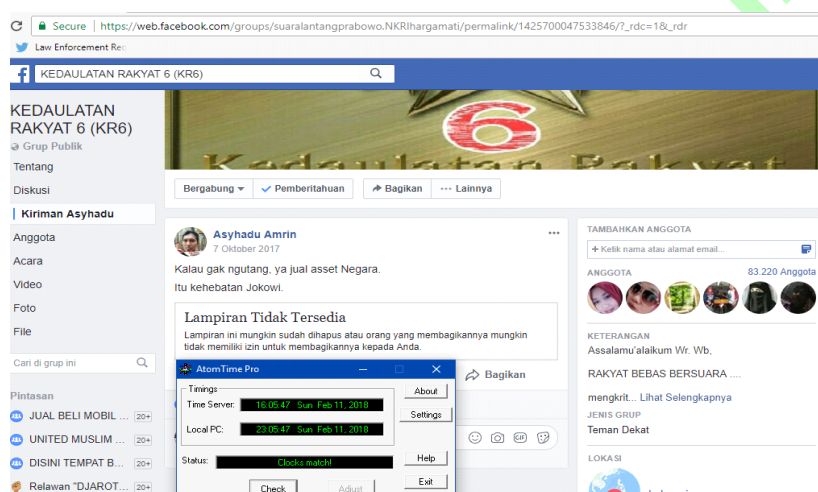 Secure | https://web.facebook.com/groups/suaralantangprabowo.NKRIhargamati/permalink/1425700047533846/?_rdc=1&_rdr
Law Enforcement Rec
KEDAULATAN RAKYAT 6 (KR6)
KEDAULATAN
RAKYAT 6 (KR6)
Grup Publik
Tentang
Diskusi
Kiriman Asyhadu
Anggota
Acara
Video
Foto
File
Cari di grup ini
Pintasan
JUAL BELI MOBIL ... 20+
UNITED MUSLIM ... 20+
DISINI TEMPAT B... 20+
Relawan "DJAROT... 20+
6
Kedaulatan Rakyat
Bergabung
Pemberitahuan
Bagikan
Lainnya
Asyhadu Amrin
7 Oktober 2017
Kalau gak ngutang, ya jual asset Negara.
Itu kehebatan Jokowi.
Lampiran Tidak Tersedia
Lampiran ini mungkin sudah dihapus atau orang yang membagikannya mungkin
tidak memiliki izin untuk membagikannya kepada Anda.
Bagikan
GIF
AtomTime Pro
Timings
Time Server: 16:05:47 Sun Feb 11, 2018
Local PC: 23:05:47 Sun Feb 11, 2018
Status: Clocks match!
Check
Adjust
About
Settings
Help
Exit
TAMBAHKAN ANGGOTA
+ Ketik nama atau alamat email...
ANGGOTA 83.220 Anggota
KETERANGAN
Assalamu'alaikum Wr. Wb,
RAKYAT BEBAS BERSUARA ....
mengkrit... Lihat Selengkapnya
JENIS GRUP
Teman Dekat
LOKASI